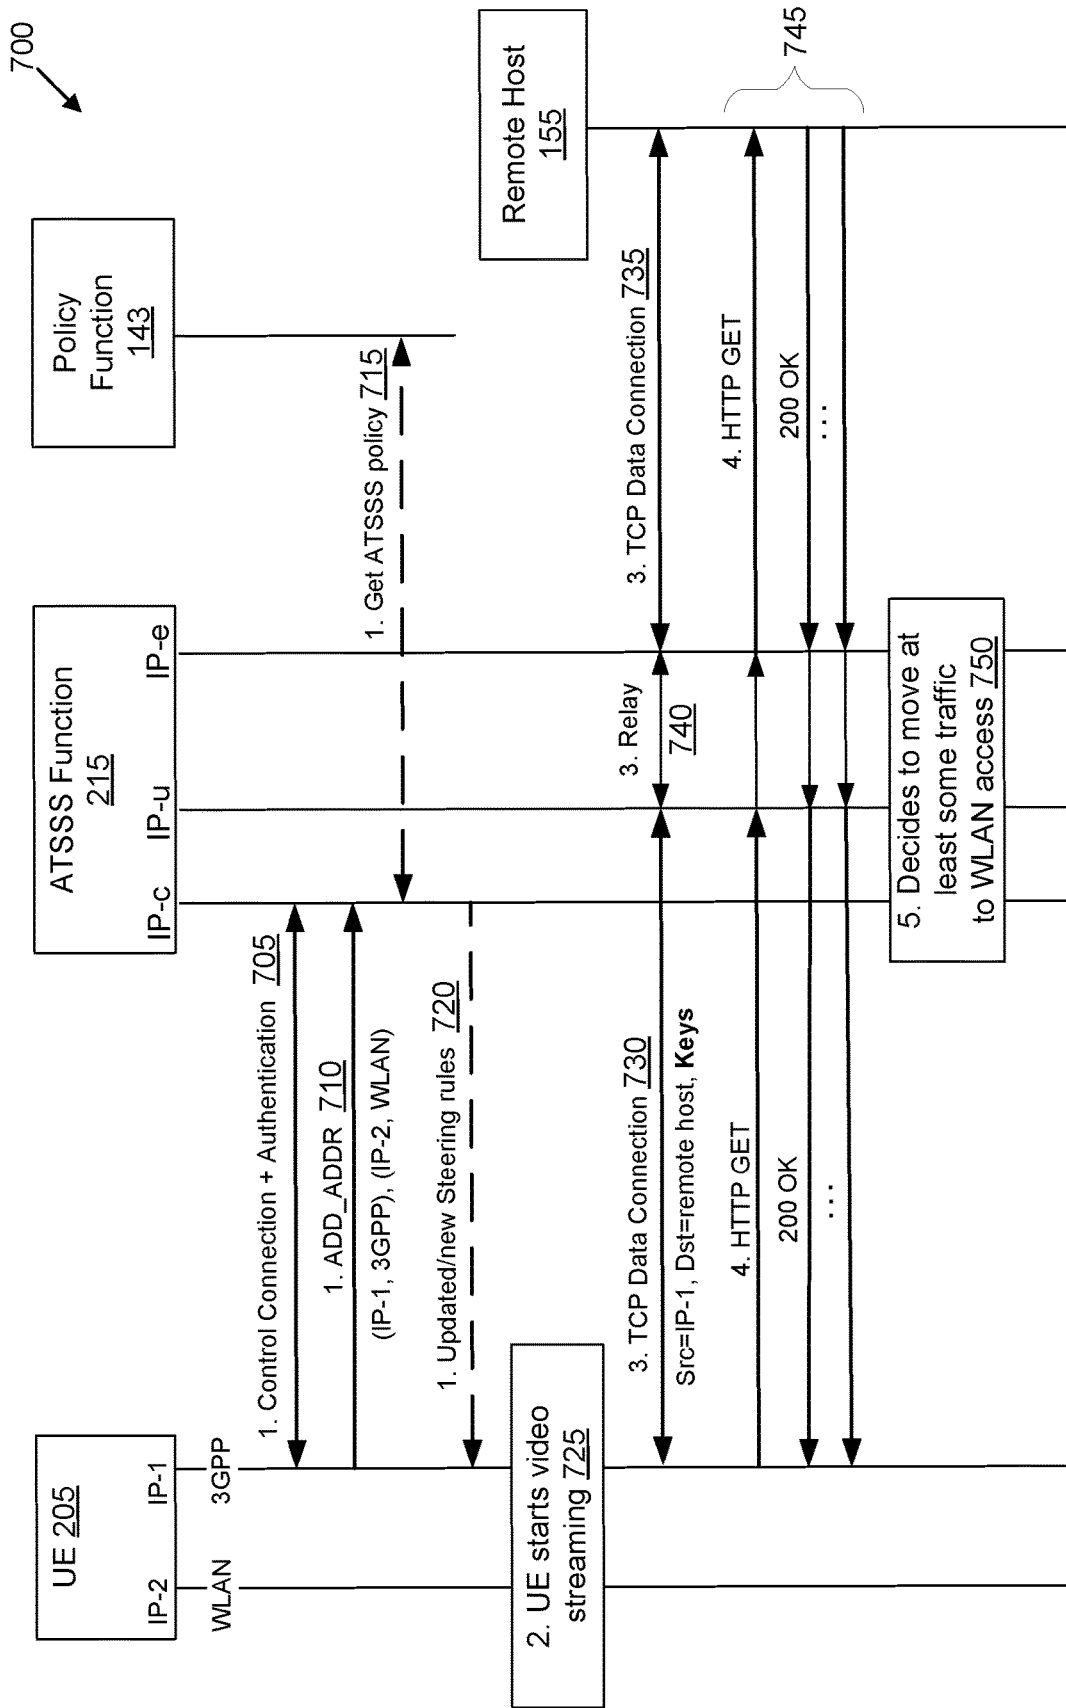 700
UE 205
IP-2
IP-1
WLAN
3GPP
ATSSS Function
215
IP-c
IP-u
IP-e
Policy
Function
143
Remote Host
155
1. Control Connection + Authentication 705
1. ADD_ADDR 710
(IP-1, 3GPP), (IP-2, WLAN)
1. Get ATSSS policy 715
1. Updated/new Steering rules 720
2. UE starts video
streaming 725
3. TCP Data Connection 730
Src=IP-1, Dst=remote host, Keys
3. Relay
740
3. TCP Data Connection 735
4. HTTP GET
4. HTTP GET
200 OK
...
200 OK
...
745
5. Decides to move at
least some traffic
to WLAN access 750